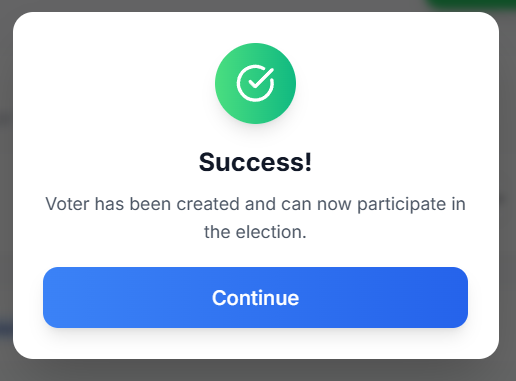 Success!
Voter has been created and can now participate in
the election.
Continue